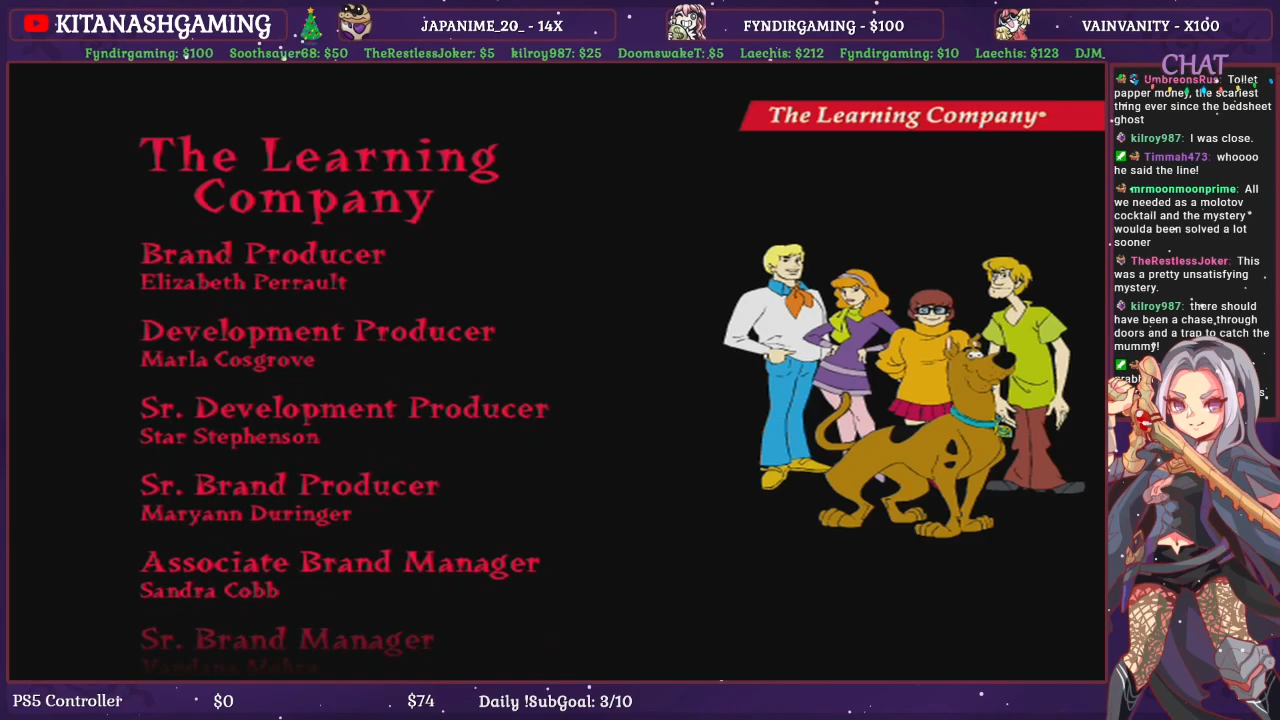 KITANASHGAMING
JAPANIME_20_ - 14X
FYNDIRGAMING - $100
VAINVANITY - X100
Fyndirgaming: $100 Soothsayer68: $50 TheRestlessJoker: $5 kilroy987: $25 DoomswakeT: $5 Laechis: $212 Fyndirgaming: $10 Laechis: $123 DJM_
The Learning Company
The Learning
Company
Brand Producer
Elizabeth Perrault
Development Producer
Marla Cosgrove
Sr. Development Producer
Star Stephenson
Sr. Brand Producer
Maryann Duringer
Associate Brand Manager
Sandra Cobb
Sr. Brand Manager
CHAT
UmbreonsRus: Toilet
papper money, the scariest
thing ever since the bedsheet
ghost
kilroy987: I was close.
Timmah473: whoooo
he said the line!
mrmoonmoonprime: All
we needed as a molotov
cocktail and the mystery
woulda been solved a lot
sooner
TheRestlessJoker: This
was a pretty unsatisfying
mystery.
kilroy987: there should
have been a chase through
doors and a trap to catch the
mummy!
PS5 Controller $0 $74 Daily !SubGoal: 3/10